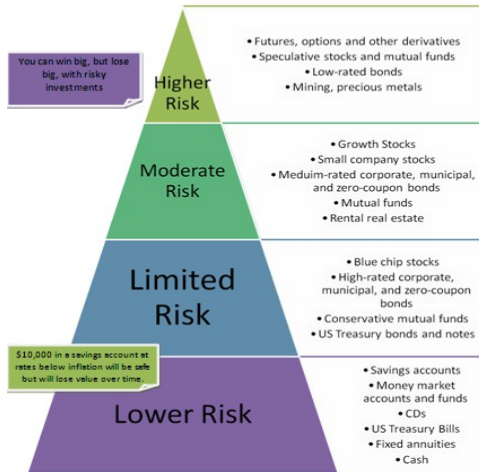 You can win big, but lose
big, with risky
investments
Higher
Risk
• Futures, options and other derivatives
• Speculative stocks and mutual funds
• Low-rated bonds
• Mining, precious metals
Moderate
Risk
• Growth Stocks
• Small company stocks
• Meduim-rated corporate, municipal,
and zero-coupon bonds
• Mutual funds
• Rental real estate
Limited
Risk
• Blue chip stocks
• High-rated corporate,
municipal, and zero-coupon
bonds
• Conservative mutual funds
• US Treasury bonds and notes
$10,000 in a savings account at
rates below inflation will be safe
but will lose value over time.
Lower Risk
• Savings accounts
• Money market
accounts and funds
• CDs
• US Treasury Bills
• Fixed annuities
• Cash